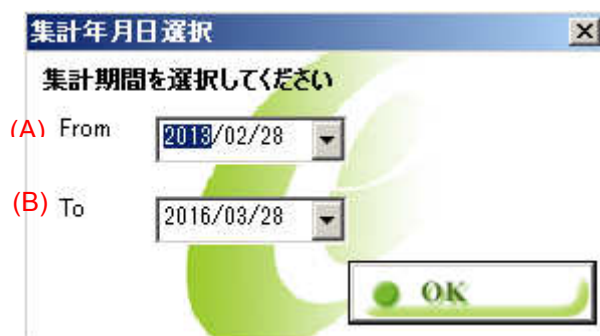 集計年月日選択
集計期間を選択してください
(A) From 2013/02/28
(B) To 2016/03/28
OK